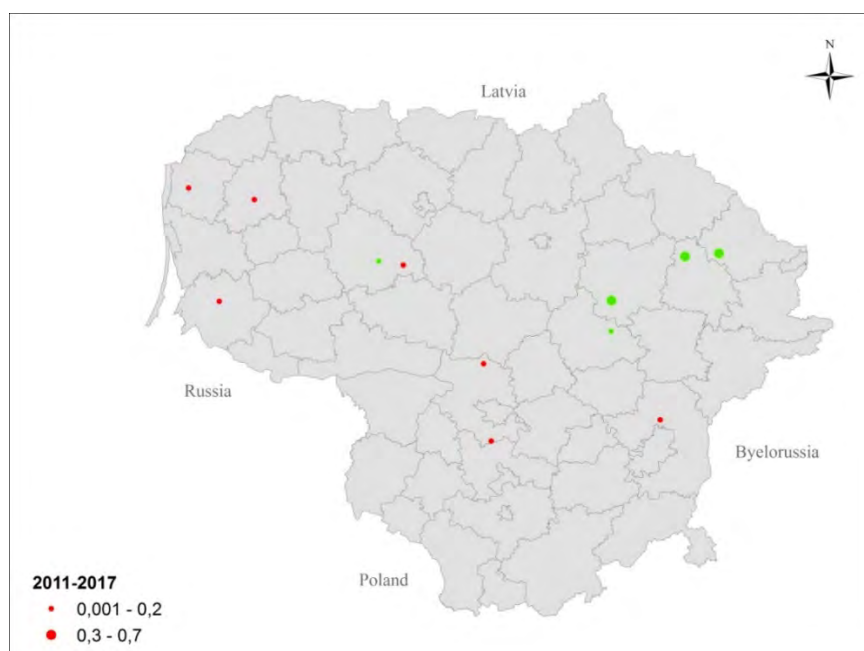 N
Latvia
Russia
Byelorussia
Poland
2011-2017
0,001 - 0,2
0,3 - 0,7